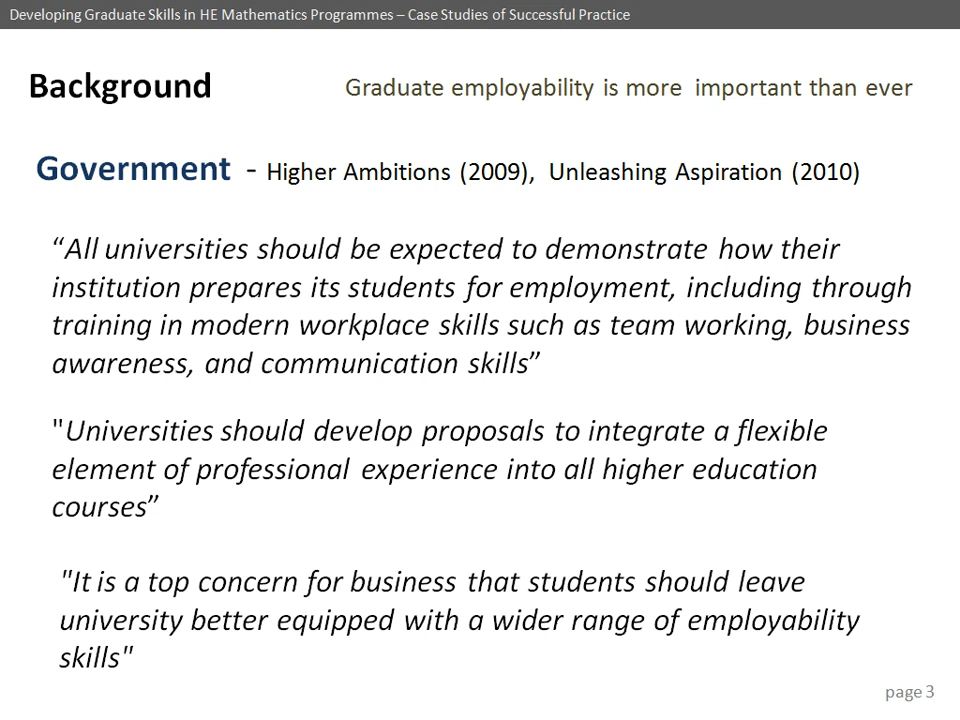 Developing Graduate Skills in HE Mathematics Programmes – Case Studies of Successful Practice
Background Graduate employability is more important than ever
Government - Higher Ambitions (2009), Unleashing Aspiration (2010)
“All universities should be expected to demonstrate how their
institution prepares its students for employment, including through
training in modern workplace skills such as team working, business
awareness, and communication skills”
"Universities should develop proposals to integrate a flexible
element of professional experience into all higher education
courses”
"It is a top concern for business that students should leave
university better equipped with a wider range of employability
skills"
page 3